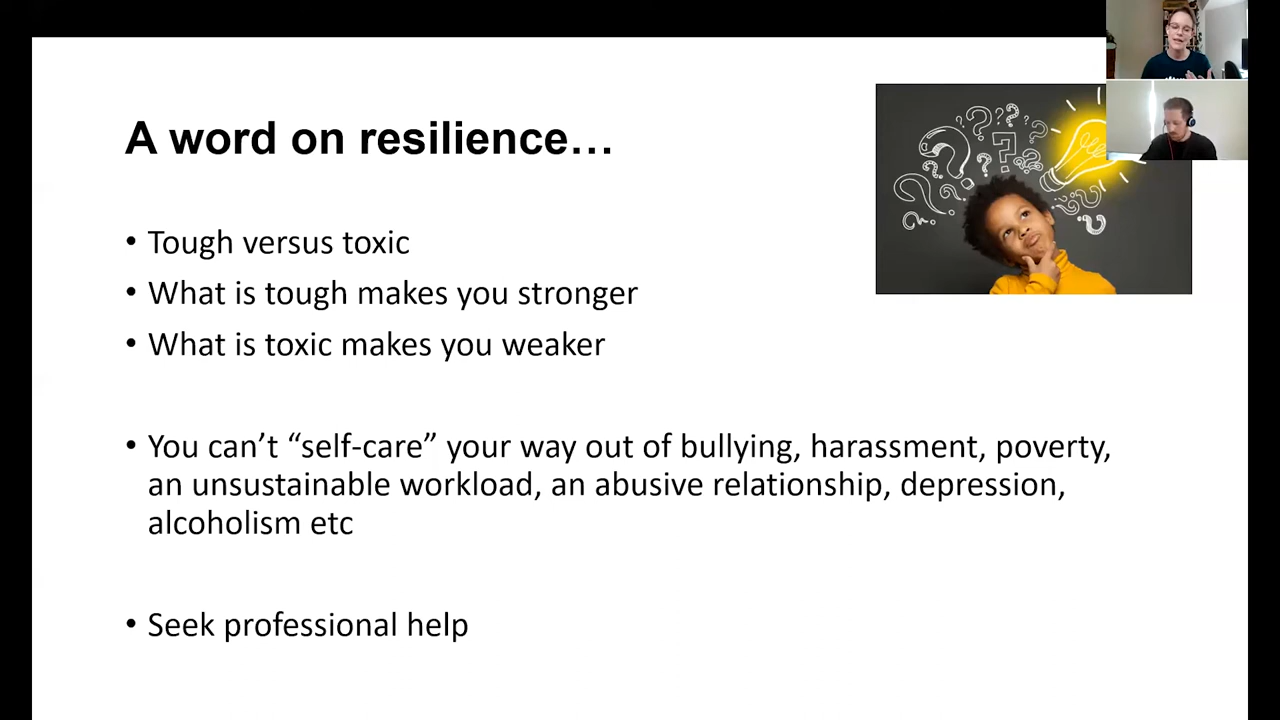 A word on resilience…
• Tough versus toxic
• What is tough makes you stronger
• What is toxic makes you weaker
• You can’t “self-care” your way out of bullying, harassment, poverty,
an unsustainable workload, an abusive relationship, depression,
alcoholism etc
• Seek professional help